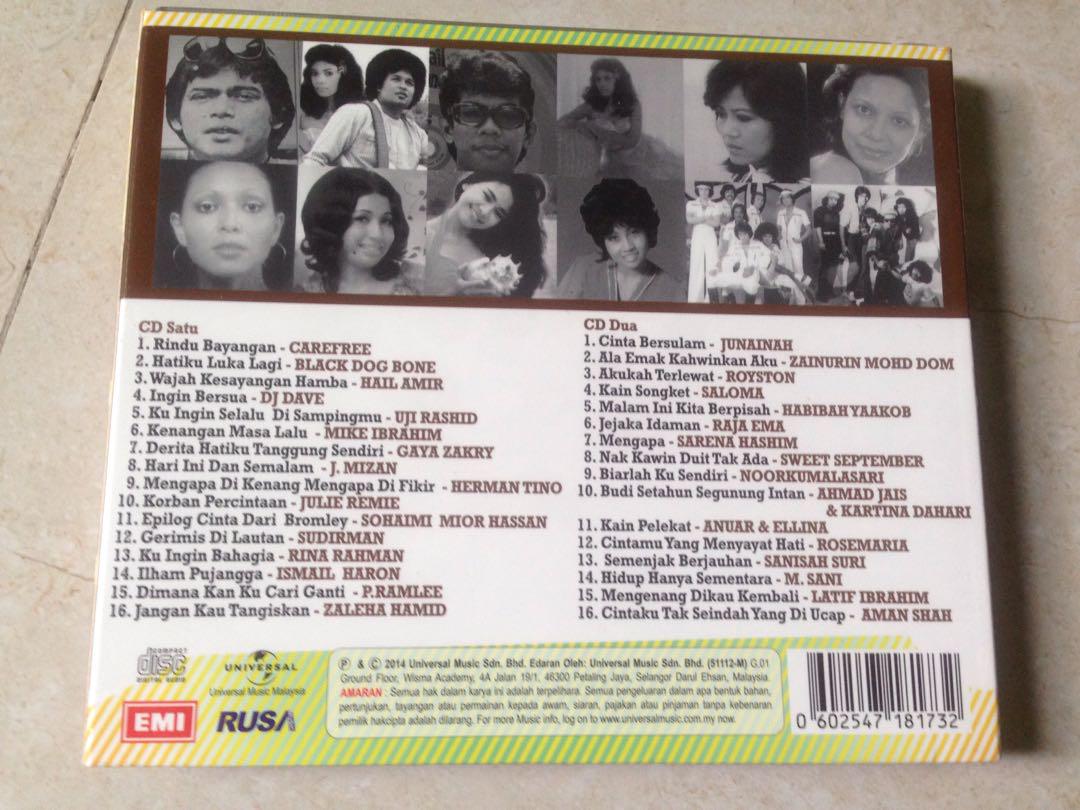 CD Satu
1. Rindu Bayangan - CAREFREE
2. Hatiku Luka Lagi - BLACK DOG BONE
3. Wajah Kesayangan Hamba - HAIL AMIR
4. Ingin Bersua - DJ DAVE
5. Ku Ingin Selalu Di Sampingmu - UJI RASHID
6. Kenangan Masa Lalu - MIKE IBRAHIM
7. Derita Hatiku Tanggung Sendiri - GAYA ZAKRY
8. Hari Ini Dan Semalam - J. MIZAN
9. Mengapa Di Kenang Mengapa Di Fikir - HERMAN TINO
10. Korban Percintaan - JULIE REMIE
11. Epilog Cinta Dari Bromley - SOHAIMI MIOR HASSAN
12. Gerimis Di Lautan - SUDIRMAN
13. Ku Ingin Bahagia - RINA RAHMAN
14. Ilham Pujangga - ISMAIL HARON
15. Dimana Kan Ku Cari Ganti - P.RAMLEE
16. Jangan Kau Tangiskan - ZALEHA HAMID
CD Dua
1. Cinta Bersulam - JUNAINAH
2. Ala Emak Kahwinkan Aku - ZAINURIN MOHD DOM
3. Akukah Terlewat - ROYSTON
4. Kain Songket - SALOMA
5. Malam Ini Kita Berpisah - HABIBAH YAAKOB
6. Jejaka Idaman - RAJA EMA
7. Mengapa - SARENA HASHIM
8. Nak Kawin Duit Tak Ada - SWEET SEPTEMBER
9. Biarlah Ku Sendiri - NOORKUMALASARI
10. Budi Setahun Segunung Intan - AHMAD JAIS
& KARTINA DAHARI
11. Kain Pelekat - ANUAR & ELLINA
12. Cintamu Yang Menyayat Hati - ROSEMARIA
13. Semenjak Berjauhan - SANISAH SURI
14. Hidup Hanya Sementara - M. SANI
15. Mengenang Dikau Kembali - LATIF IBRAHIM
16. Cintaku Tak Seindah Yang Di Ucap - AMAN SHAH
COMPACT
disc
DIGITAL AUDIO
UNIVERSAL
Universal Music Malaysia
EMI
RUSA
℗ & © 2014 Universal Music Sdn. Bhd. Edaran Oleh: Universal Music Sdn. Bhd. (51112-M) G.01
Ground Floor, Wisma Academy, 4A Jalan 19/1, 46300 Petaling Jaya, Selangor Darul Ehsan, Malaysia.
AMARAN : Semua hak dalam karya ini adalah terpelihara. Semua pengeluaran dalam apa bentuk bahan,
pertunjukan, tayangan atau permainan kepada awam, siaran, pajakan atau pinjaman tanpa kebenaran
pemilik hakcipta adalah dilarang. For more Music info, log on to www.universalmusic.com.my now.
0 602547 181732